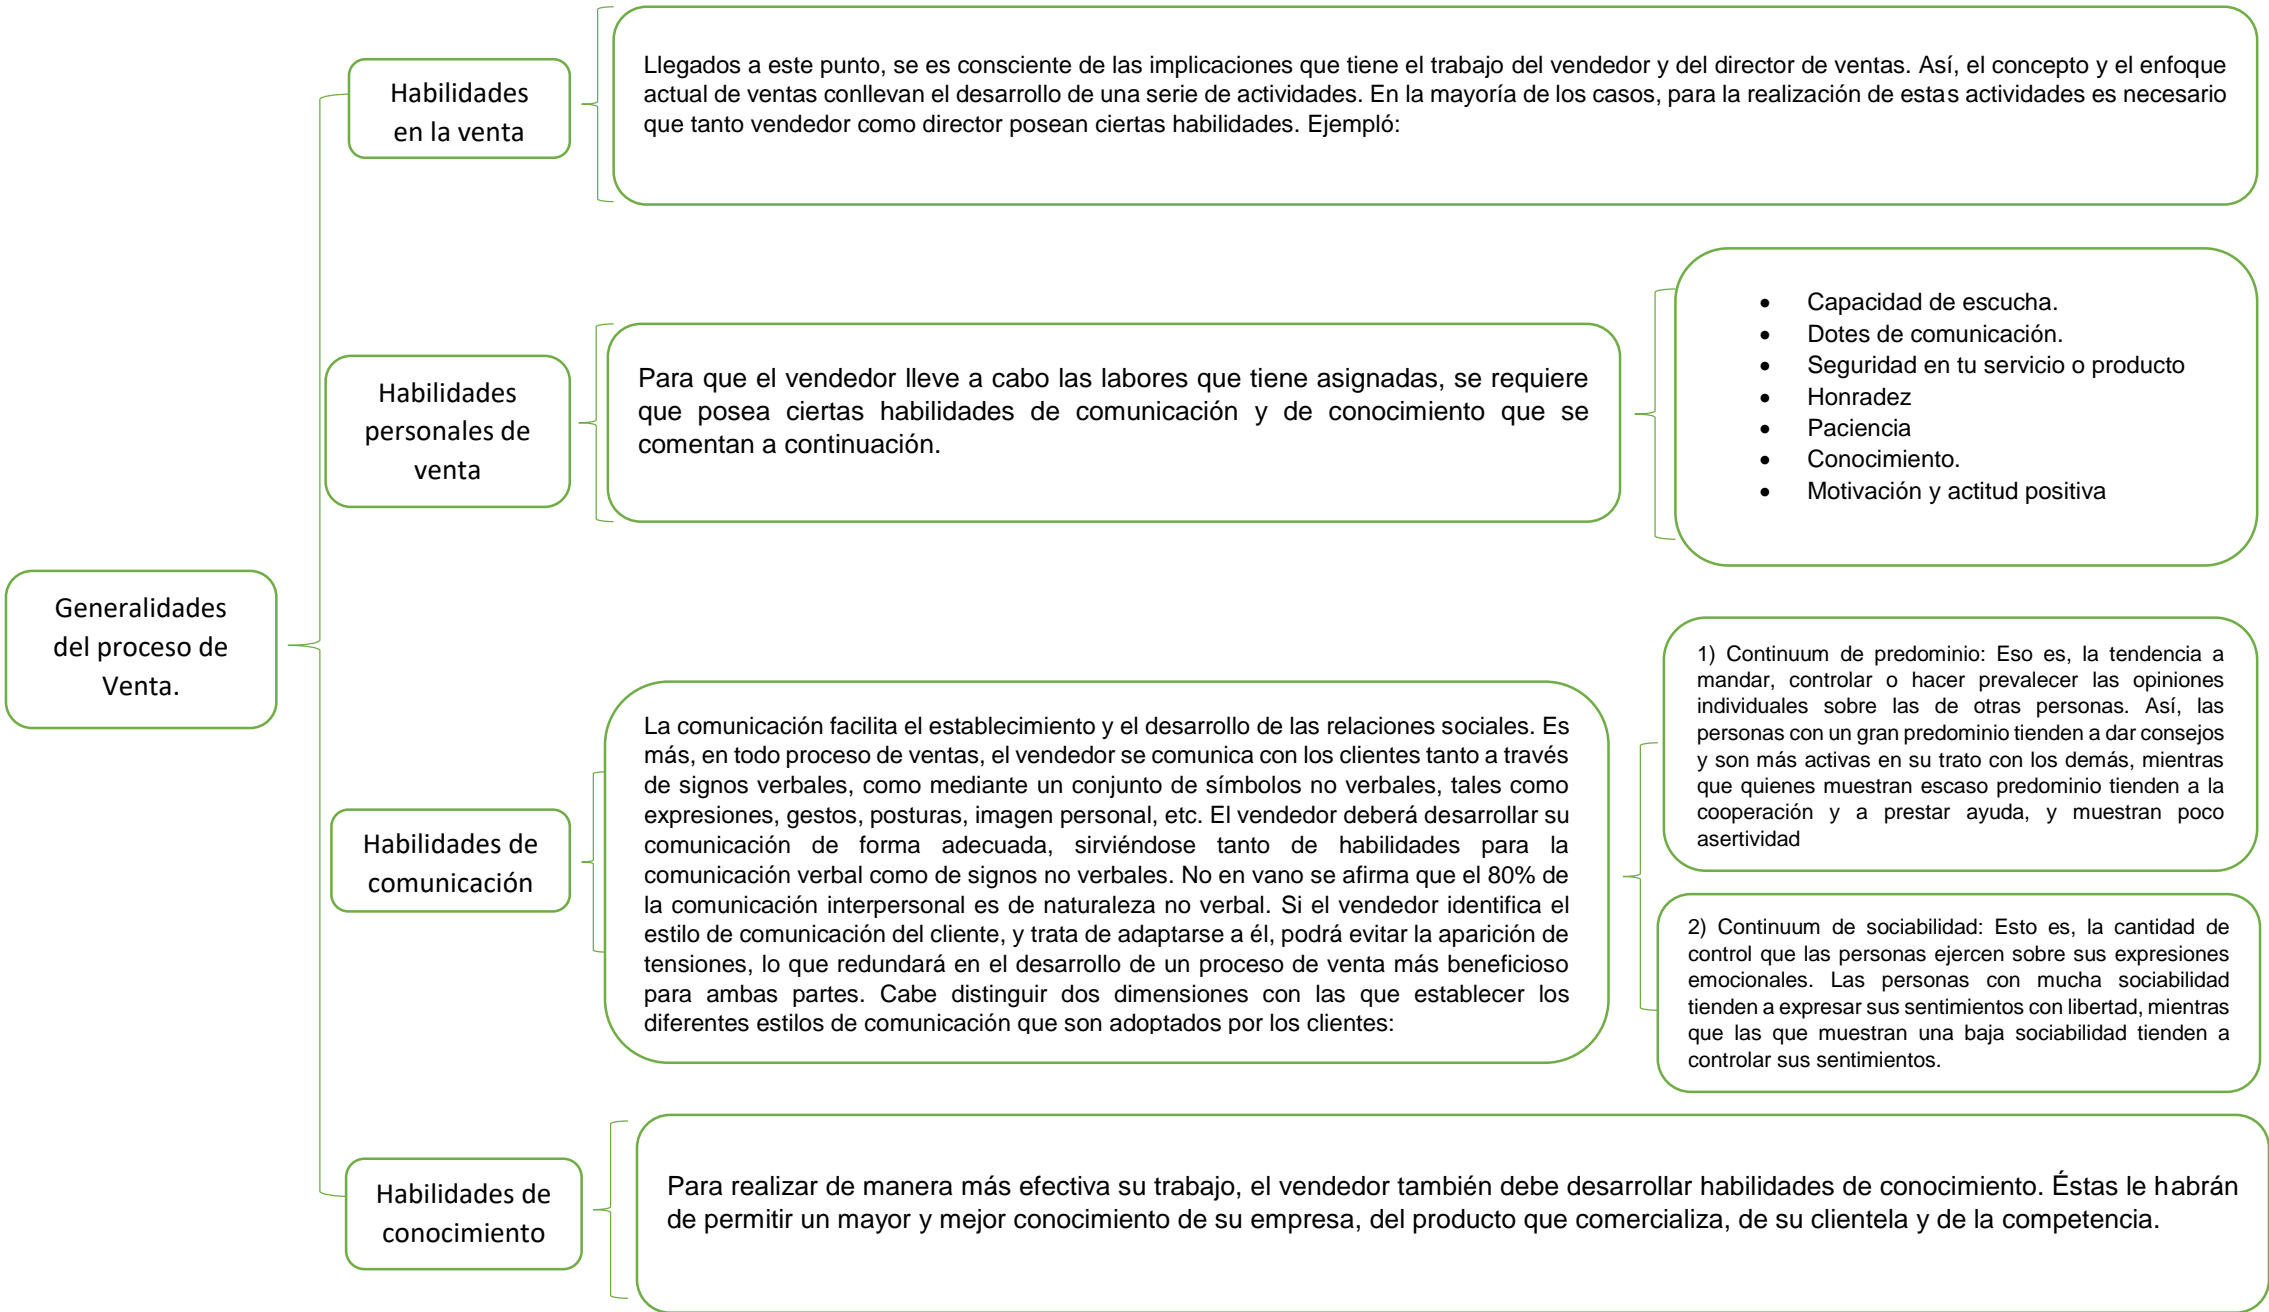 Generalidades
del proceso de
Venta.
Habilidades
en la venta
Llegados a este punto, se es consciente de las implicaciones que tiene el trabajo del vendedor y del director de ventas. Así, el concepto y el enfoque
actual de ventas conllevan el desarrollo de una serie de actividades. En la mayoría de los casos, para la realización de estas actividades es necesario
que tanto vendedor como director posean ciertas habilidades. Ejempló:
Habilidades
personales de
venta
Para que el vendedor lleve a cabo las labores que tiene asignadas, se requiere
que posea ciertas habilidades de comunicación y de conocimiento que se
comentan a continuación.
• Capacidad de escucha.
• Dotes de comunicación.
• Seguridad en tu servicio o producto
• Honradez
• Paciencia
• Conocimiento.
• Motivación y actitud positiva
Habilidades de
comunicación
La comunicación facilita el establecimiento y el desarrollo de las relaciones sociales. Es
más, en todo proceso de ventas, el vendedor se comunica con los clientes tanto a través
de signos verbales, como mediante un conjunto de símbolos no verbales, tales como
expresiones, gestos, posturas, imagen personal, etc. El vendedor deberá desarrollar su
comunicación de forma adecuada, sirviéndose tanto de habilidades para la
comunicación verbal como de signos no verbales. No en vano se afirma que el 80% de
la comunicación interpersonal es de naturaleza no verbal. Si el vendedor identifica el
estilo de comunicación del cliente, y trata de adaptarse a él, podrá evitar la aparición de
tensiones, lo que redundará en el desarrollo de un proceso de venta más beneficioso
para ambas partes. Cabe distinguir dos dimensiones con las que establecer los
diferentes estilos de comunicación que son adoptados por los clientes:
1) Continuum de predominio: Eso es, la tendencia a
mandar, controlar o hacer prevalecer las opiniones
individuales sobre las de otras personas. Así, las
personas con un gran predominio tienden a dar consejos
y son más activas en su trato con los demás, mientras
que quienes muestran escaso predominio tienden a la
cooperación y a prestar ayuda, y muestran poco
asertividad
2) Continuum de sociabilidad: Esto es, la cantidad de
control que las personas ejercen sobre sus expresiones
emocionales. Las personas con mucha sociabilidad
tienden a expresar sus sentimientos con libertad, mientras
que las que muestran una baja sociabilidad tienden a
controlar sus sentimientos.
Habilidades de
conocimiento
Para realizar de manera más efectiva su trabajo, el vendedor también debe desarrollar habilidades de conocimiento. Éstas le habrán
de permitir un mayor y mejor conocimiento de su empresa, del producto que comercializa, de su clientela y de la competencia.